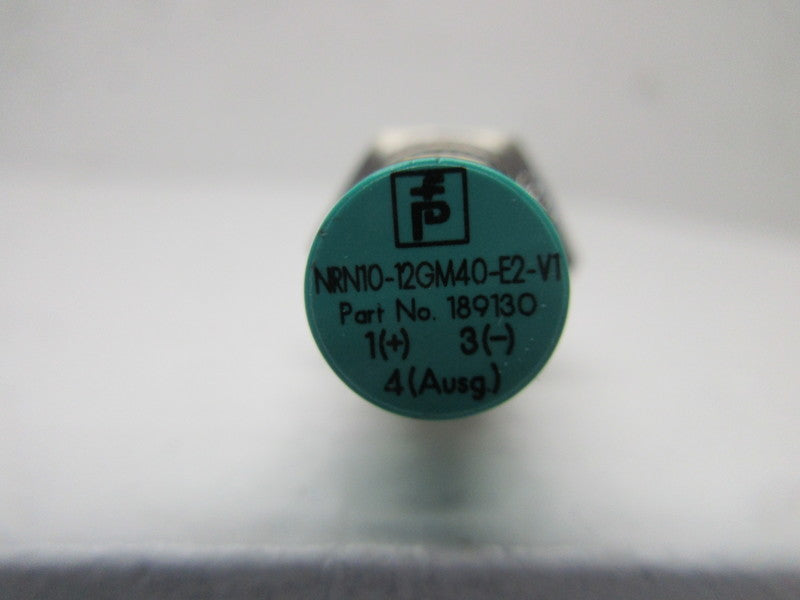 NRN10-12GM40-E2-V1
Part No. 189130
1(+) 3(-)
4(Ausg.)